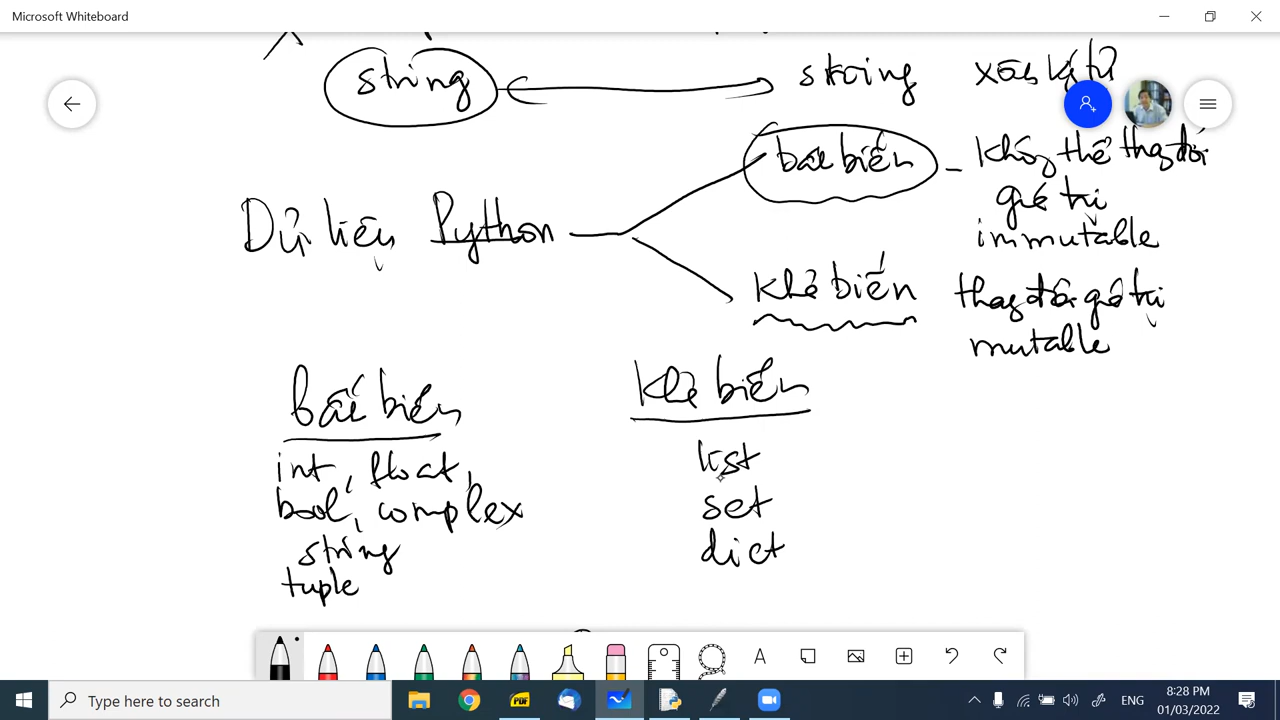 Microsoft Whiteboard
string
string xâu ký tự
bất biến - không thể thay đổi
giá trị
immutable
Dữ liệu Python
khả biến thay đổi giá trị
mutable
bất biến
khả biến
int, float,
bool, complex
string
tuple
list
set
dict
Type here to search
ENG
8:28 PM
01/03/2022